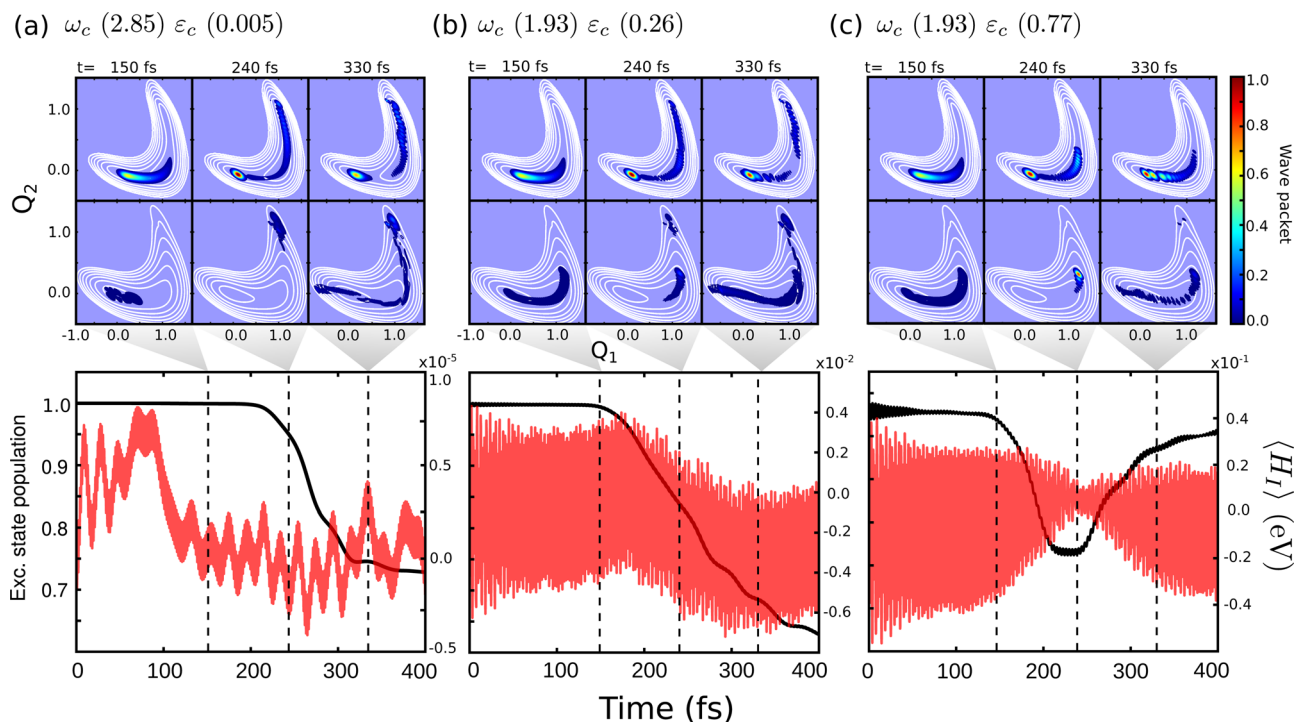 (a) ω_c (2.85) ε_c (0.005)
(b) ω_c (1.93) ε_c (0.26)
(c) ω_c (1.93) ε_c (0.77)
t= 150 fs 240 fs 330 fs
t= 150 fs 240 fs 330 fs
t= 150 fs 240 fs 330 fs
1.0
0.0
1.0
0.0
Q₂
-1.0 0.0 1.0 0.0 1.0 0.0 1.0
-1.0 0.0 1.0 0.0 1.0 0.0 1.0
0.0 1.0 0.0 1.0 0.0 1.0
Q₁
1.0
0.8
0.6
0.4
0.2
0.0
Wave packet
x10⁻⁵
x10⁻²
x10⁻¹
Exc. state population
1.0
0.9
0.8
0.7
1.0
0.5
0.0
-0.5
0.4
0.2
0.0
-0.2
-0.4
-0.6
0.4
0.2
0.0
-0.2
-0.4
⟨H_I⟩ (eV)
0 100 200 300 400
0 100 200 300 400
0 100 200 300 400
Time (fs)